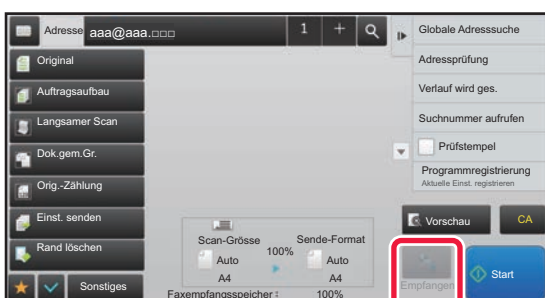 Adresse aaa@aaa.□□□ 1 +
Original
Auftragsaufbau
Langsamer Scan
Dok.gem.Gr.
Orig.-Zählung
Einst. senden
Rand löschen
Sonstiges
Scan-Grösse 100% Sende-Format
Auto Auto
A4 A4
Faxempfangsspeicher : 100%
Globale Adresssuche
Adressprüfung
Verlauf wird ges.
Suchnummer aufrufen
Prüfstempel
Programmregistrierung
Aktuelle Einst. registrieren
Vorschau CA
Empfangen Start